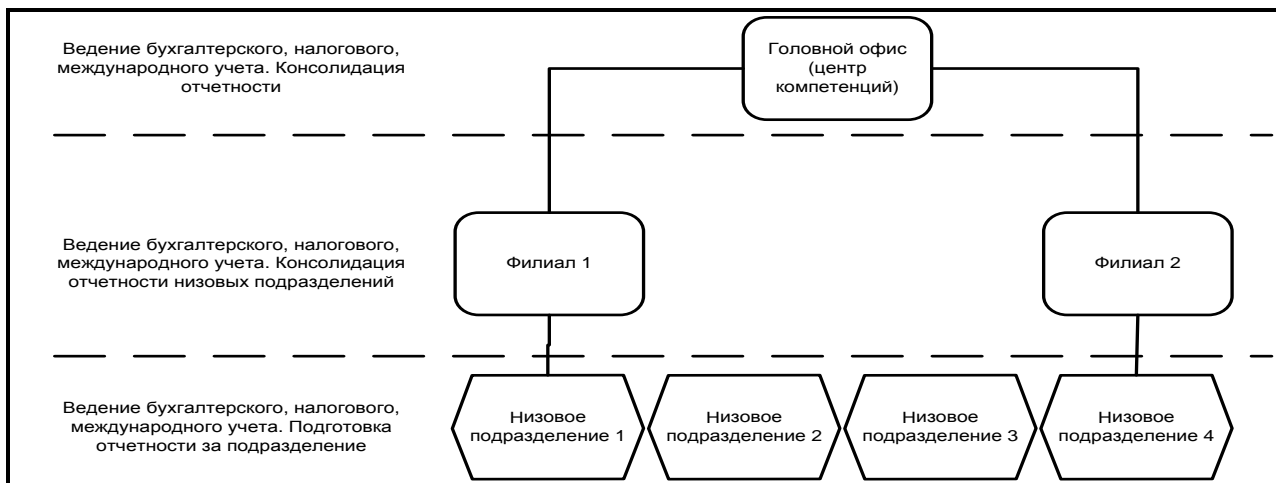 Ведение бухгалтерского, налогового,
международного учета. Консолидация
отчетности
Головной офис
(центр
компетенций)
Ведение бухгалтерского, налогового,
международного учета. Консолидация
отчетности низовых подразделений
Филиал 1
Филиал 2
Ведение бухгалтерского, налогового,
международного учета. Подготовка
отчетности за подразделение
Низовое
подразделение 1
Низовое
подразделение 2
Низовое
подразделение 3
Низовое
подразделение 4